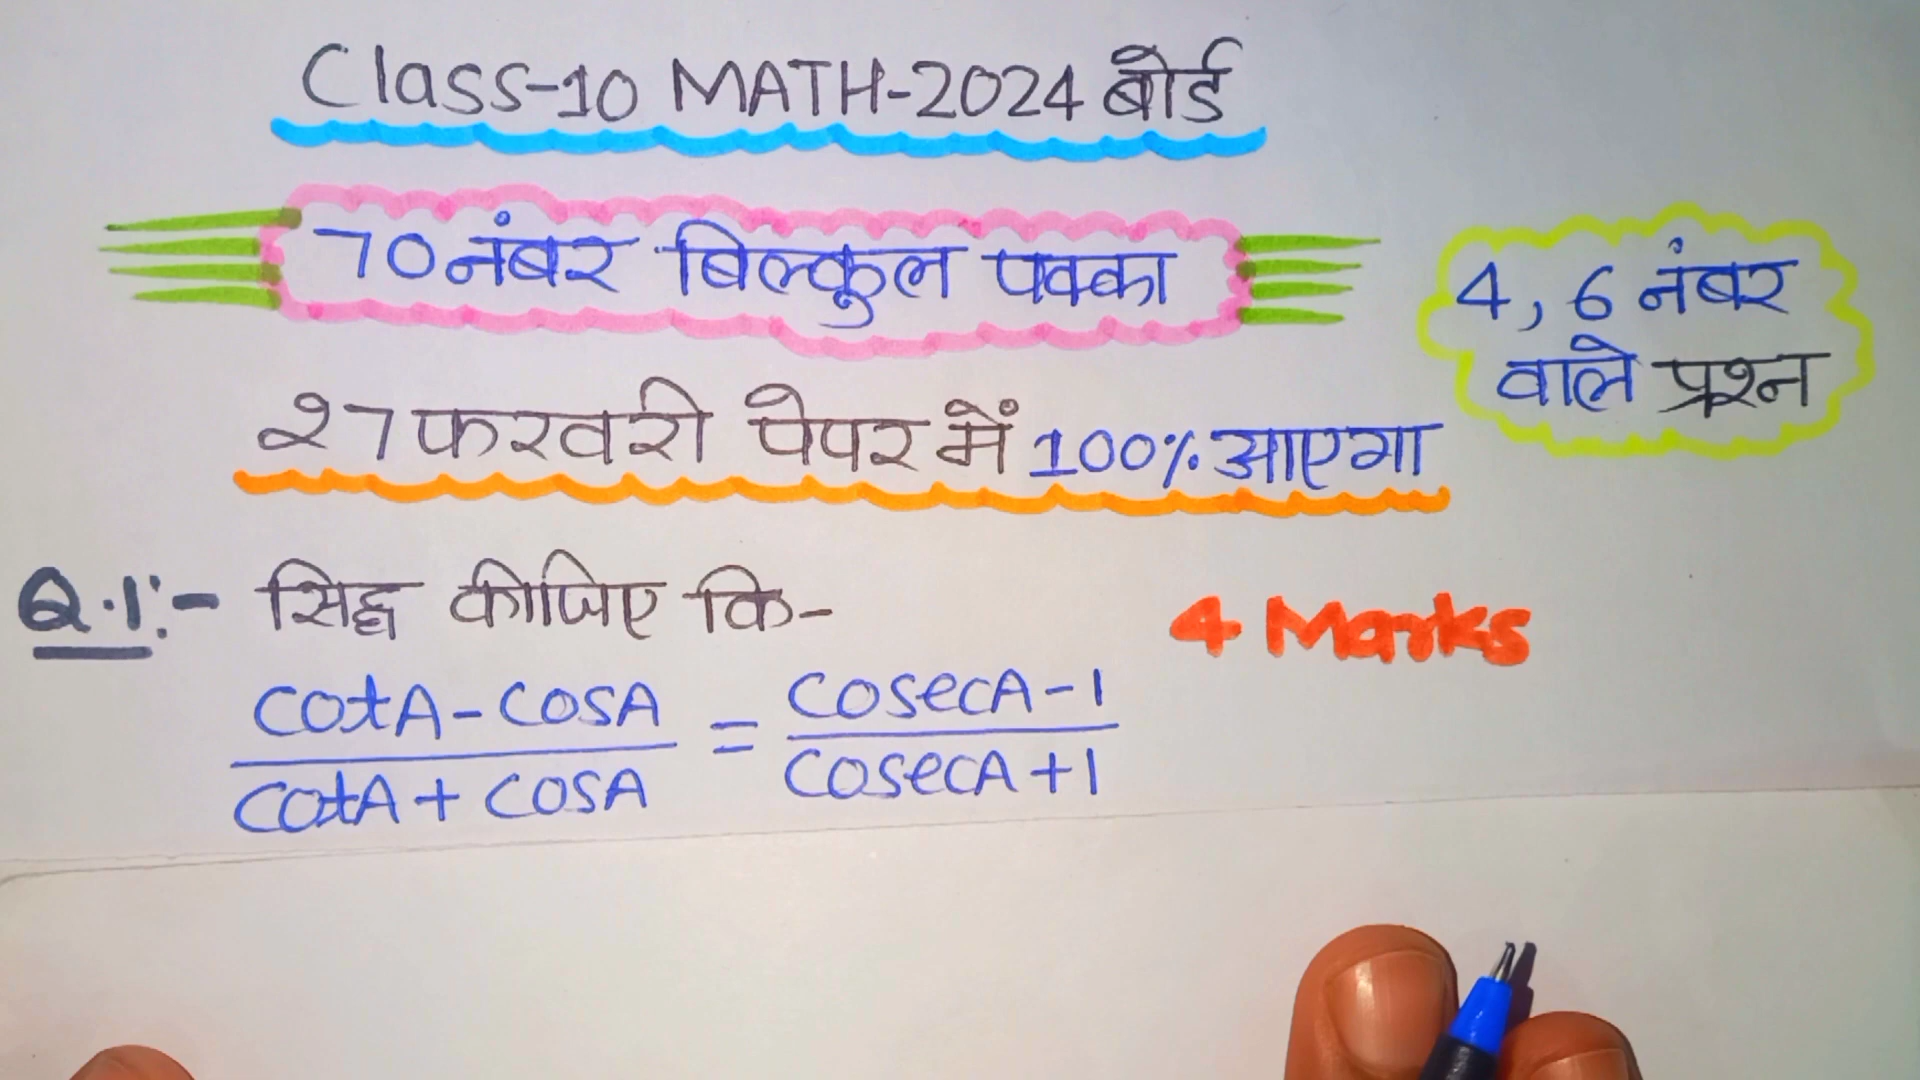 Class-10 MATH-2024 बोर्ड
70 नंबर बिल्कुल पक्का
4, 6 नंबर
वाले प्रश्न
27 फरवरी पेपर में 100% आएगा
Q.1:- सिद्ध कीजिए कि-
4 Marks
cotA - cosA / cotA + cosA = cosecA - 1 / cosecA + 1